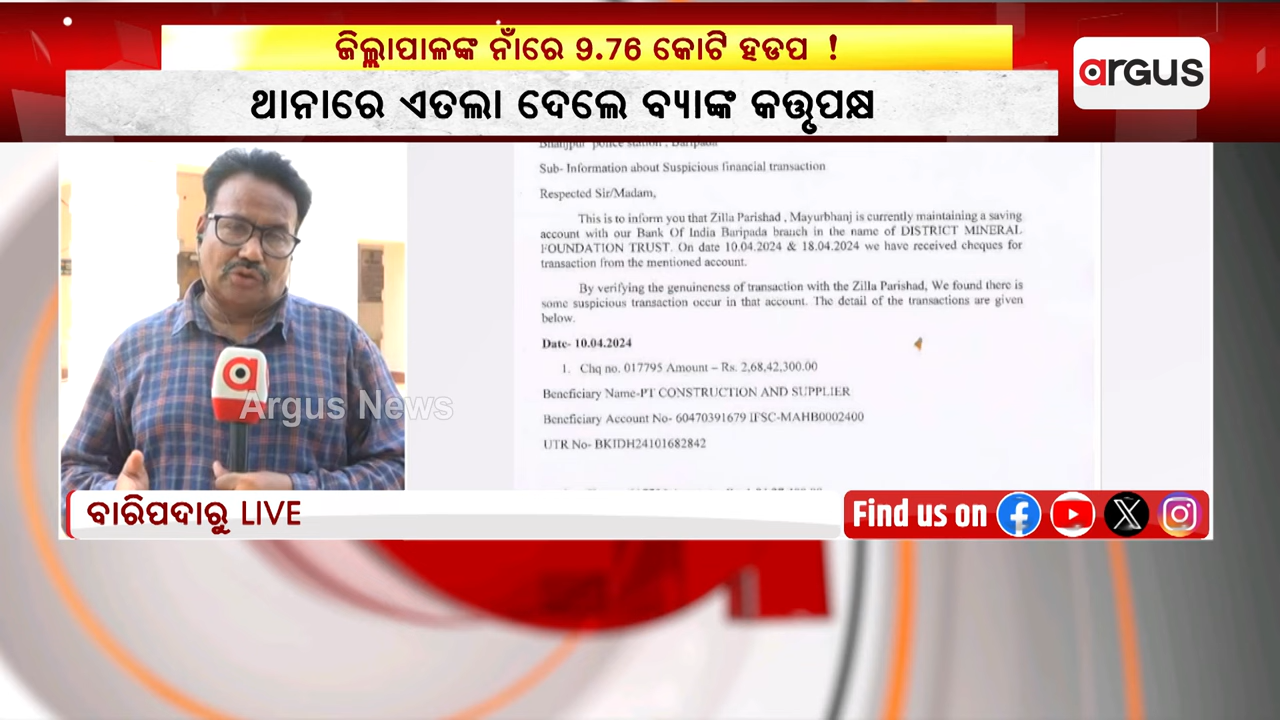 ଜିଲ୍ଲାପାଳଙ୍କ ନାଁରେ 9.76 କୋଟି ହଡପ !
ଥାନାରେ ଏତଲା ଦେଲେ ବ୍ୟାଙ୍କ କତ୍ତୃପକ୍ଷ
argus
Bhanjpur police station, Baripada
Sub- Information about Suspicious financial transaction
Respected Sir/Madam,
This is to inform you that Zilla Parishad , Mayurbhanj is currently maintaining a saving
account with our Bank Of India Baripada branch in the name of DISTRICT MINERAL
FOUNDATION TRUST. On date 10.04.2024 & 18.04.2024 we have received cheques for
transaction from the mentioned account.
By verifying the genuineness of transaction with the Zilla Parishad, We found there is
some suspicious transaction occur in that account. The detail of the transactions are given
below.
Date- 10.04.2024
1. Chq no. 017795 Amount – Rs. 2,68,42,300.00
Beneficiary Name-PT CONSTRUCTION AND SUPPLIER
Beneficiary Account No- 60470391679 IFSC-MAHB0002400
UTR No- BKIDH24101682842
Argus News
ବାରିପଦାରୁ LIVE
Find us on